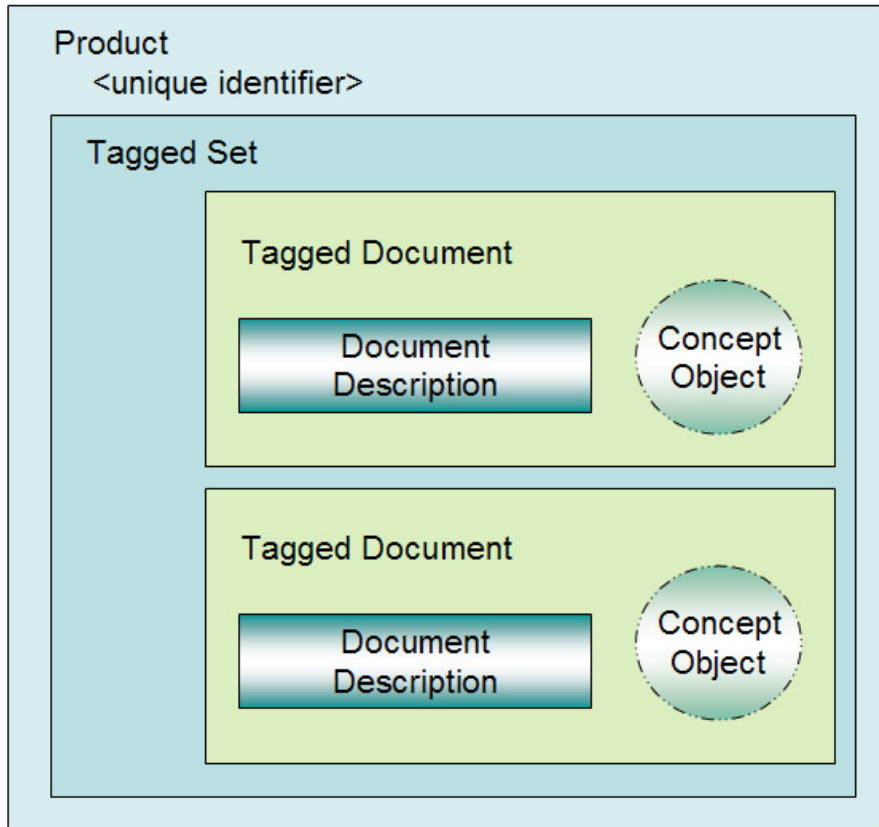 Product
<unique identifier>
Tagged Set
Tagged Document
Document
Description
Concept
Object
Tagged Document
Document
Description
Concept
Object